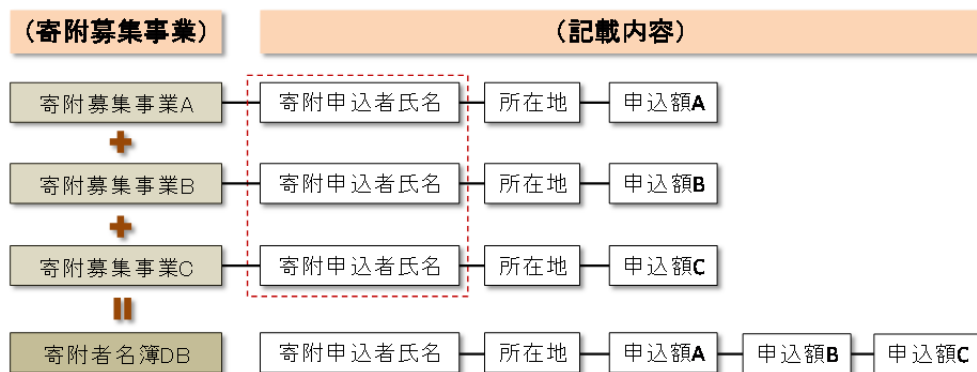 (寄附募集事業)
(記載内容)
寄附募集事業A 寄附申込者氏名 所在地 申込額A
寄附募集事業B 寄附申込者氏名 所在地 申込額B
寄附募集事業C 寄附申込者氏名 所在地 申込額C
寄附者名簿DB 寄附申込者氏名 所在地 申込額A 申込額B 申込額C